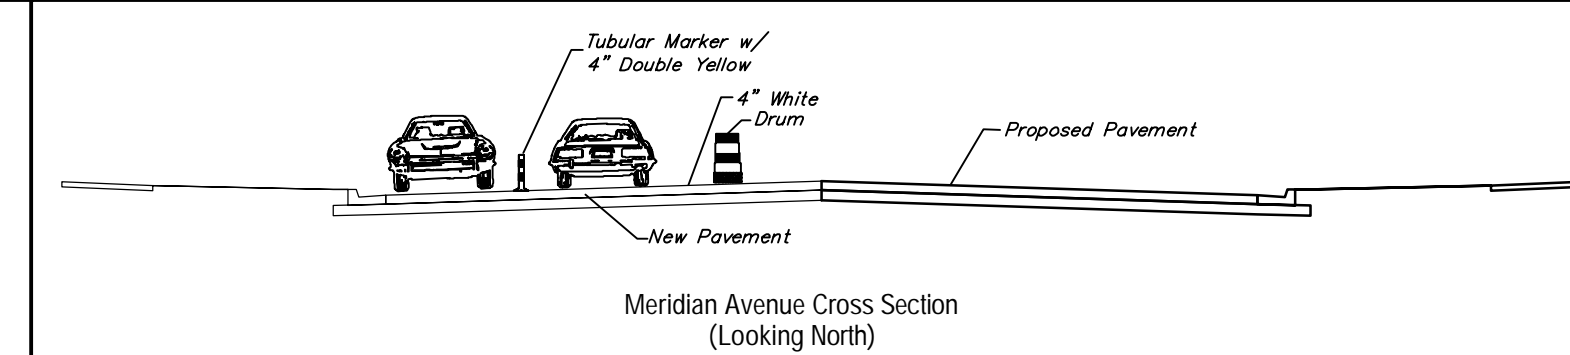 Tubular Marker w/
4" Double Yellow
4" White
Drum
Proposed Pavement
New Pavement
Meridian Avenue Cross Section
(Looking North)